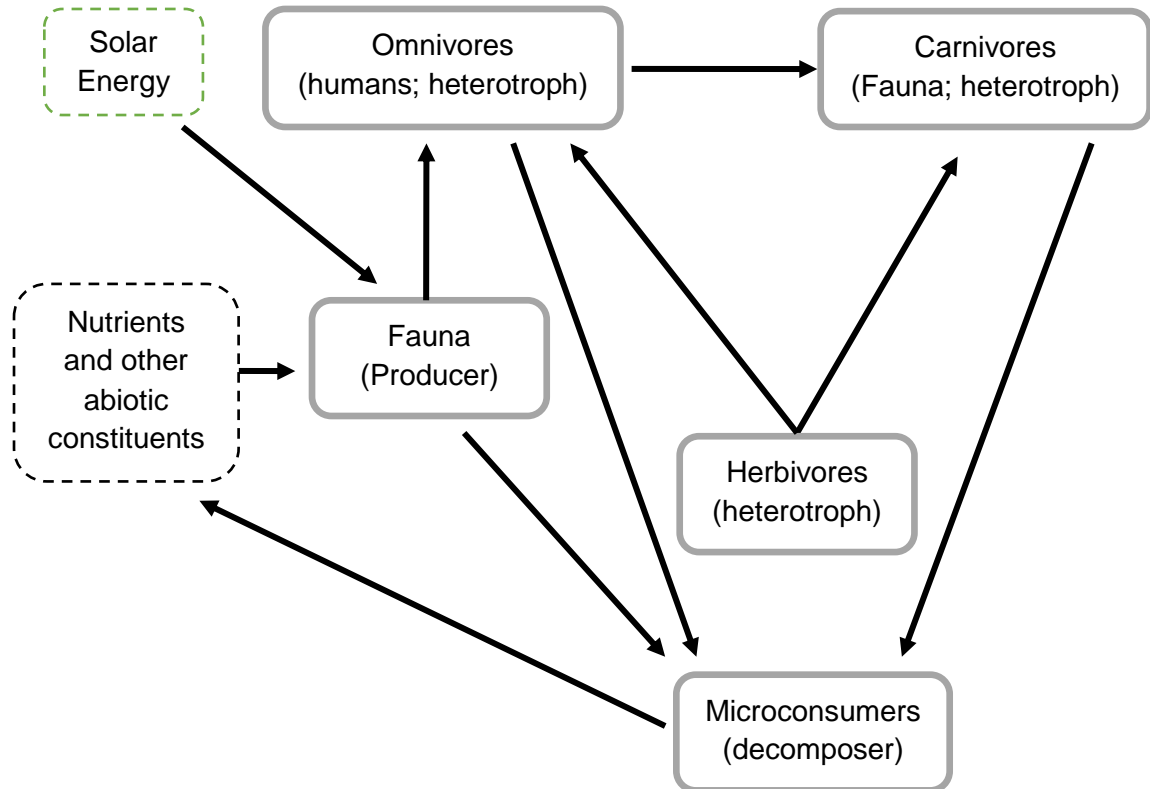 Solar
Energy
Omnivores
(humans; heterotroph)
Carnivores
(Fauna; heterotroph)
Nutrients
and other
abiotic
constituents
Fauna
(Producer)
Herbivores
(heterotroph)
Microconsumers
(decomposer)